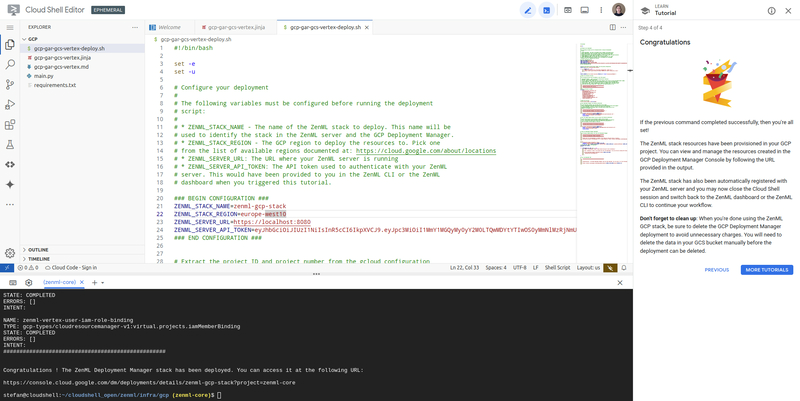 Cloud Shell Editor
EPHEMERAL
EXPLORER
GCP
gcp-gar-gcs-vertex-deploy.sh
gcp-gar-gcs-vertex.jinja
gcp-gar-gcs-vertex.md
main.py
requirements.txt
OUTLINE
TIMELINE
Welcome
gcp-gar-gcs-vertex.jinja
gcp-gar-gcs-vertex-deploy.sh
gcp-gar-gcs-vertex-deploy.sh
1 #!/bin/bash
2
3 set -e
4 set -u
5
6 # Configure your deployment
7 #
8 # The following variables must be configured before running the deployment
9 # script:
10 #
11 # * ZENML_STACK_NAME - The name of the ZenML stack to deploy. This name will be
12 # used to identify the stack in the ZenML server and the GCP Deployment Manager.
13 # * ZENML_STACK_REGION - The GCP region to deploy the resources to. Pick one
14 # from the list of available regions documented at: https://cloud.google.com/about/locations
15 # * ZENML_SERVER_URL: The URL where your ZenML server is running
16 # * ZENML_SERVER_API_TOKEN: The API token used to authenticate with your ZenML
17 # server. This would have been provided to you in the ZenML CLI or the ZenML
18 # dashboard when you triggered this tutorial.
19
20 ### BEGIN CONFIGURATION ###
21 ZENML_STACK_NAME=zenml-gcp-stack
22 ZENML_STACK_REGION=europe-west10
23 ZENML_SERVER_URL=https://localhost:8080
24 ZENML_SERVER_API_TOKEN=
25 ### END CONFIGURATION ###
26
27 # Extract the project ID and project number from the gcloud configuration
0 0
Cloud Code - Sign in
Ln 22, Col 33 Spaces: 4 UTF-8 LF Shell Script Layout: us
(zenml-core)
STATE: COMPLETED
ERRORS: []
INTENT:
NAME: zenml-vertex-user-iam-role-binding
TYPE: gcp-types/cloudresourcemanager-v1:virtual.projects.iamMemberBinding
STATE: COMPLETED
ERRORS: []
INTENT:
##################################################
Congratulations ! The ZenML Deployment Manager stack has been deployed. You can access it at the following URL:
https://console.cloud.google.com/dm/deployments/details/zenml-gcp-stack?project=zenml-core
stefan@cloudshell:~/cloudshell_open/zenml/infra/gcp (zenml-core)$
LEARN
Tutorial
Step 4 of 4
Congratulations
If the previous command completed successfully, then you're all
set!
The ZenML stack resources have been provisioned in your GCP
project. You can view and manage the resources created in the
GCP Deployment Manager Console by following the URL
provided in the output.
The ZenML stack has also been automatically registered with
your ZenML server and you may now close the Cloud Shell
session and switch back to the ZenML dashboard or the ZenML
CLI to continue your workflow.
Don't forget to clean up: When you're done using the ZenML
GCP stack, be sure to delete the GCP Deployment Manager
deployment to avoid unnecessary charges. You will need to
delete the data in your GCS bucket manually before the
deployment can be deleted.
PREVIOUS
MORE TUTORIALS